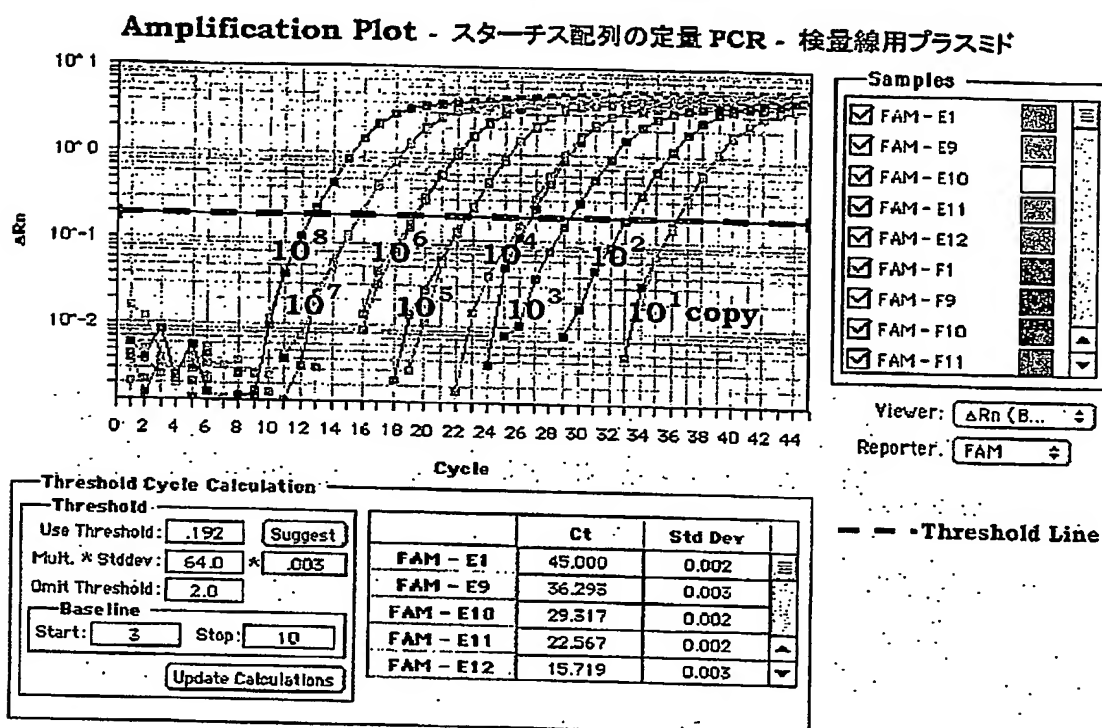 Amplification Plot - スターチス配列の定量 PCR - 検量線用プラスミド
10^1
10^0
10^-1
10^-2
ΔRn
10^8
10^7
10^6
10^5
10^4
10^3
10^2
10^1 copy
0 2 4 6 8 10 12 14 16 18 20 22 24 26 28 30 32 34 36 38 40 42 44
Cycle
Samples
FAM - E1
FAM - E9
FAM - E10
FAM - E11
FAM - E12
FAM - F1
FAM - F9
FAM - F10
FAM - F11
Viewer: ΔRn (B...
Reporter. FAM
- Threshold Line
Threshold Cycle Calculation
Threshold
Use Threshold: .192 Suggest
Mult. * Stddev: 64.0 * .003
Omit Threshold: 2.0
Baseline
Start: 3 Stop: 10
Update Calculations
Ct Std Dev
FAM - E1 45.000 0.002
FAM - E9 36.293 0.003
FAM - E10 29.317 0.002
FAM - E11 22.567 0.002
FAM - E12 15.719 0.003